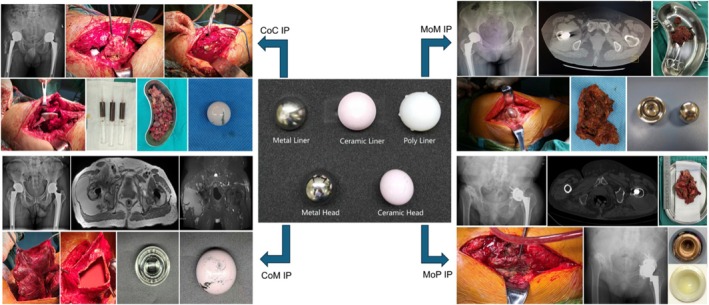 CoC IP
MoM IP
Metal Liner
Ceramic Liner
Poly Liner
Metal Head
Ceramic Head
CoM IP
MoP IP